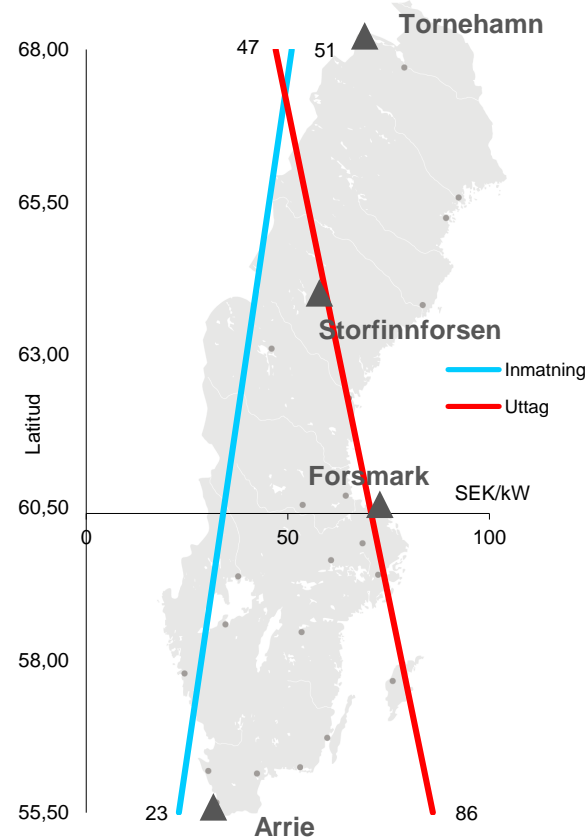 Tornehamn
47
51
68,00
65,50
Storfinnforsen
63,00
Inmatning
Uttag
Latitud
Forsmark
SEK/kW
60,50
0
50
100
58,00
55,50
23
86
Arrie